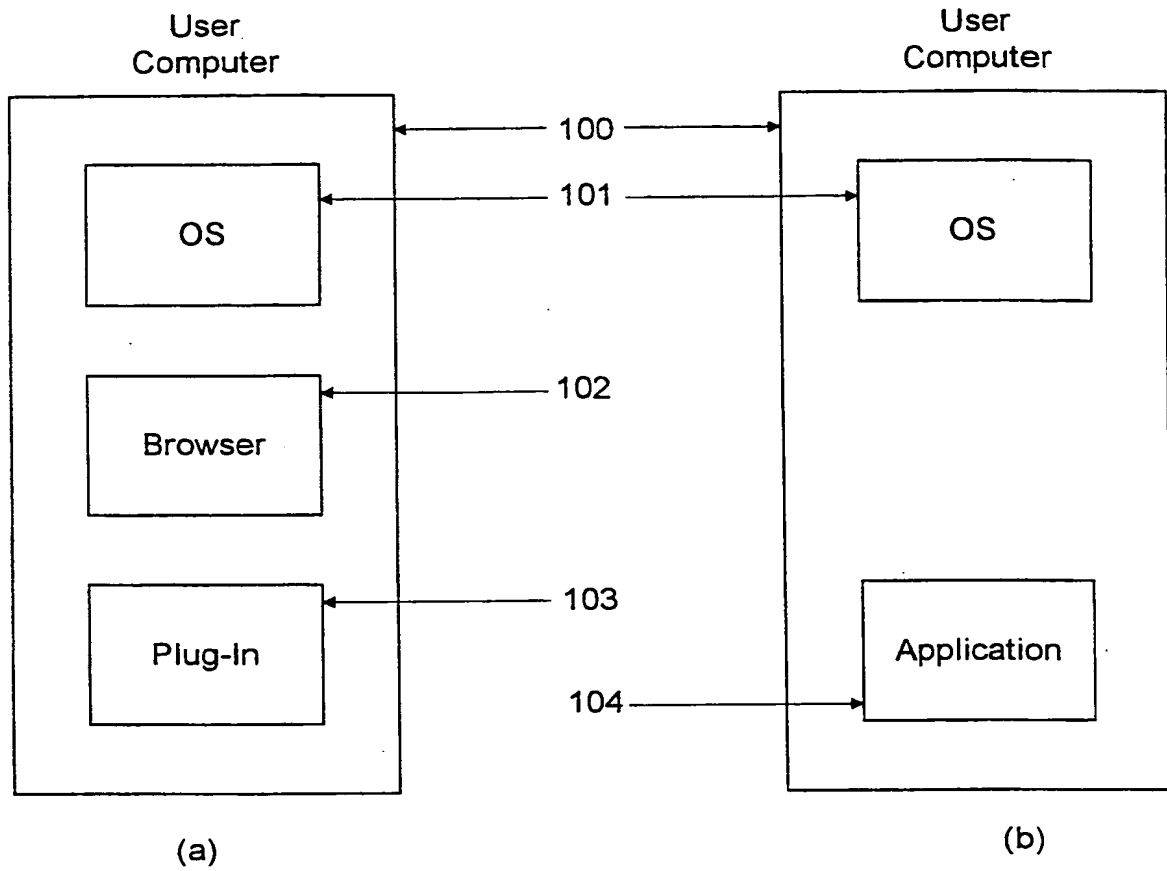 User
Computer
User
Computer
100
OS
101
OS
102
Browser
103
Plug-In
Application
104
(a)
(b)